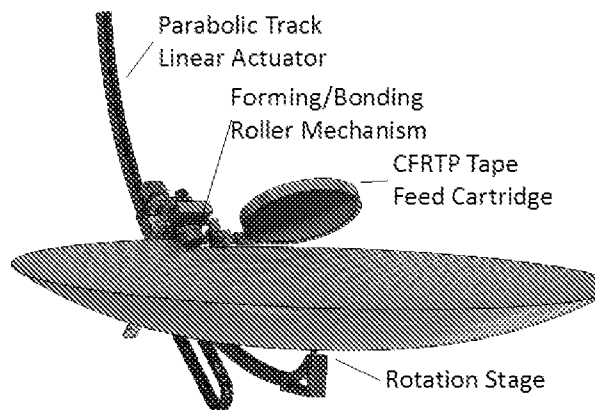 Parabolic Track
Linear Actuator
Forming/Bonding
Roller Mechanism
CFRTP Tape
Feed Cartridge
Rotation Stage